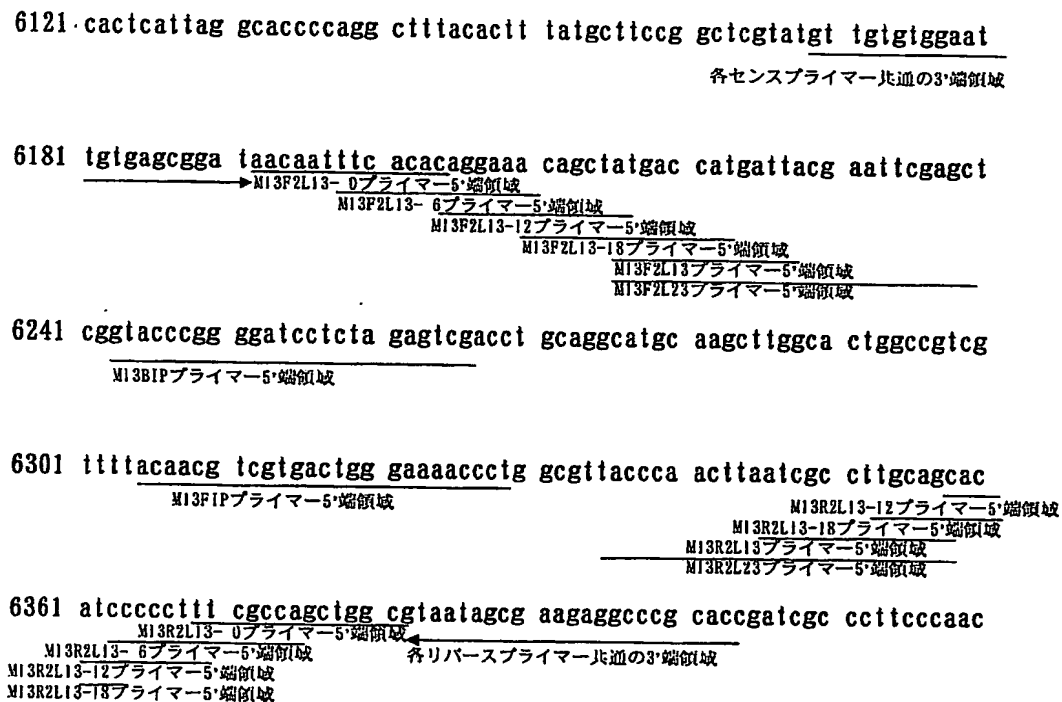 6121 cactcattag gcaccccagg ctttacactt tatgcttccg gctcgtatgt tgtgtggaat
各センスプライマー共通の3'端領域
6181 tgtgagcgga taacaatttc acacaggaaa cagctatgac catgattacg aattcgagct
M13F2L13- 0プライマー5'端領域
M13F2L13- 6プライマー5'端領域
M13F2L13-12プライマー5'端領域
M13F2L13-18プライマー5'端領域
M13F2L13プライマー5'端領域
M13F2L23プライマー5'端領域
6241 cggtacccgg ggatcctcta gagtcgacct gcaggcatgc aagcttggca ctggccgtcg
M13BIPプライマー5'端領域
6301 ttttacaacg tcgtgactgg gaaaaccctg gcgttaccca acttaatcgc cttgcagcac
M13FIPプライマー5'端領域
M13R2L13-12プライマー5'端領域
M13R2L13-18プライマー5'端領域
M13R2L13プライマー5'端領域
M13R2L23プライマー5'端領域
6361 atcccccttt cgccagctgg cgtaatagcg aagaggcccg caccgatcgc ccttcccaac
M13R2L13- 0プライマー5'端領域
M13R2L13- 6プライマー5'端領域
各リバースプライマー共通の3'端領域
M13R2L13-12プライマー5'端領域
M13R2L13-18プライマー5'端領域